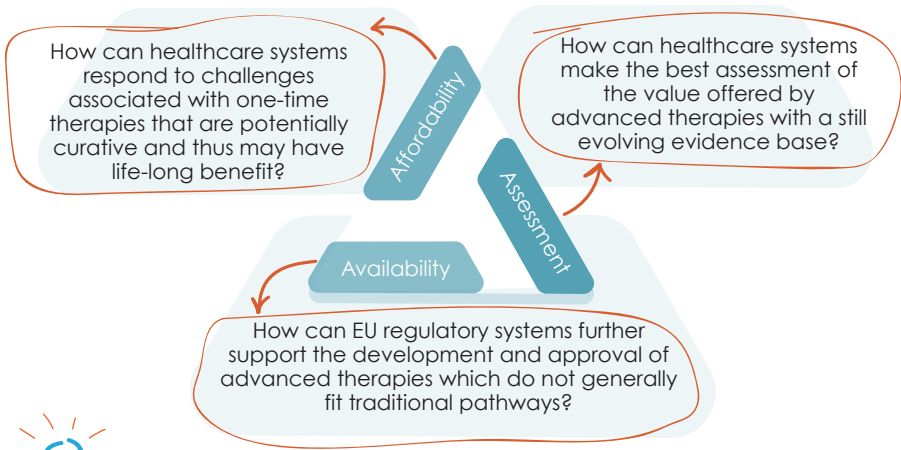 How can healthcare systems
respond to challenges
associated with one-time
therapies that are potentially
curative and thus may have
life-long benefit?
Affordability
How can healthcare systems
make the best assessment of
the value offered by
advanced therapies with a still
evolving evidence base?
Assessment
Availability
How can EU regulatory systems further
support the development and approval of
advanced therapies which do not generally
fit traditional pathways?